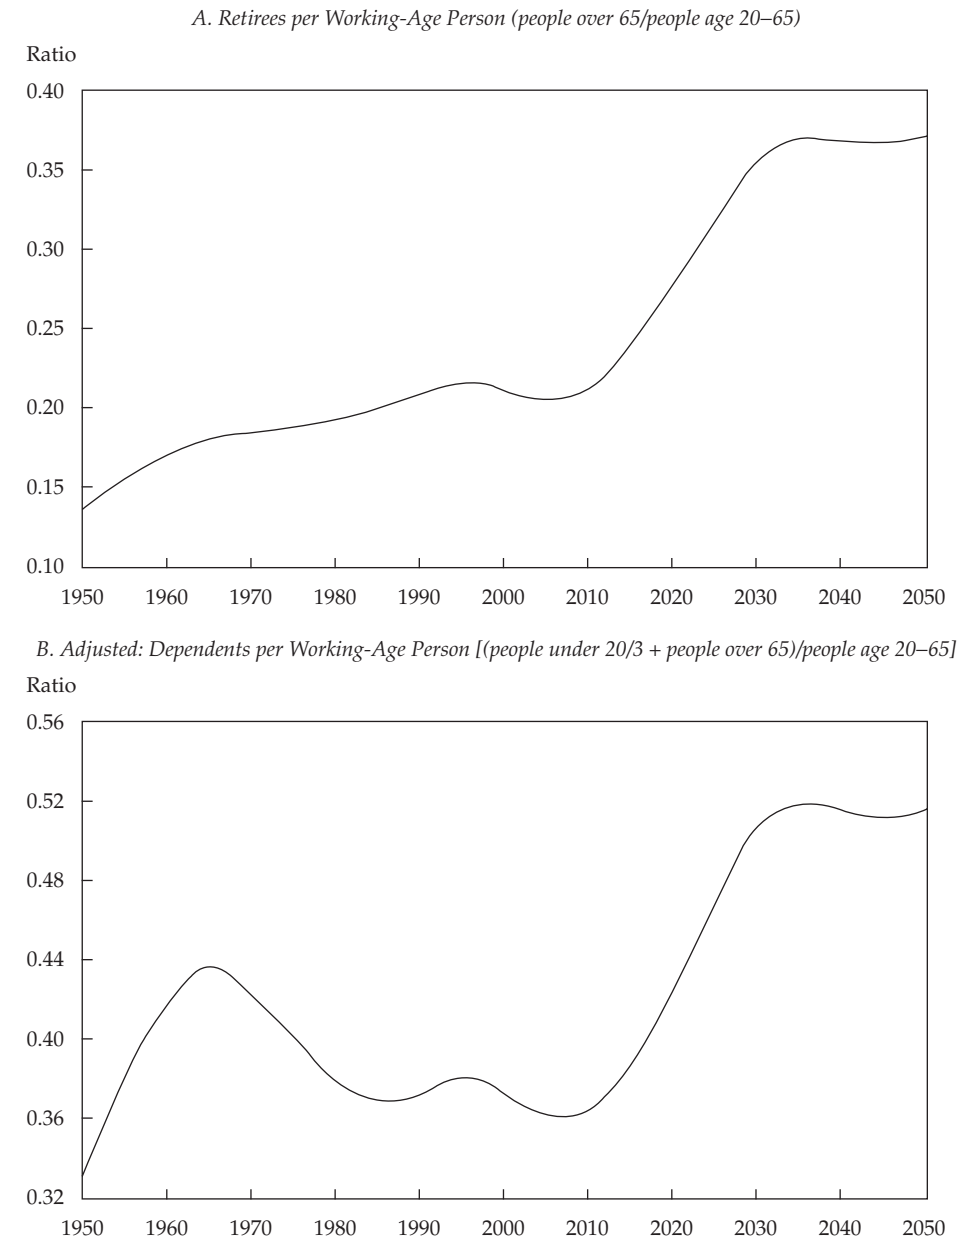 A. Retirees per Working-Age Person (people over 65/people age 20–65)
Ratio
0.40
0.35
0.30
0.25
0.20
0.15
0.10
1950 1960 1970 1980 1990 2000 2010 2020 2030 2040 2050
B. Adjusted: Dependents per Working-Age Person [(people under 20/3 + people over 65)/people age 20–65]
Ratio
0.56
0.52
0.48
0.44
0.40
0.36
0.32
1950 1960 1970 1980 1990 2000 2010 2020 2030 2040 2050